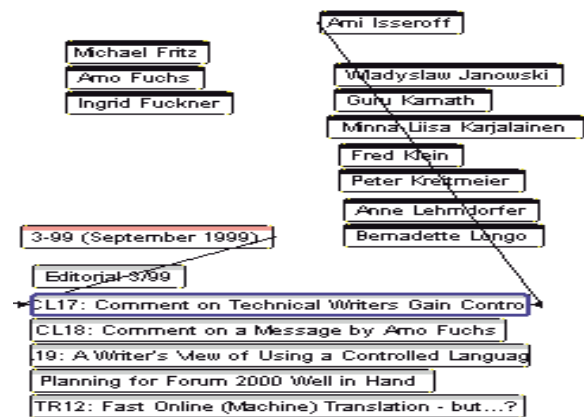 Ami Isseroff
Michael Fritz
Arno Fuchs
Ingrid Fuckner
Wladyslaw Janowski
Guru Kamath
Minna-Liisa Karjalainen
Fred Klein
Peter Krettmeier
Anne Lehrndorfer
Bernadette Longo
3-99 (September 1999)
Editorial 3/99
CL17: Comment on Technical Writers Gain Contro
CL18: Comment on a Message by Arno Fuchs
L19: A Writer's View of Using a Controlled Languag
Planning for Forum 2000 Well in Hand
TR12: Fast Online (Machine) Translation - but...?